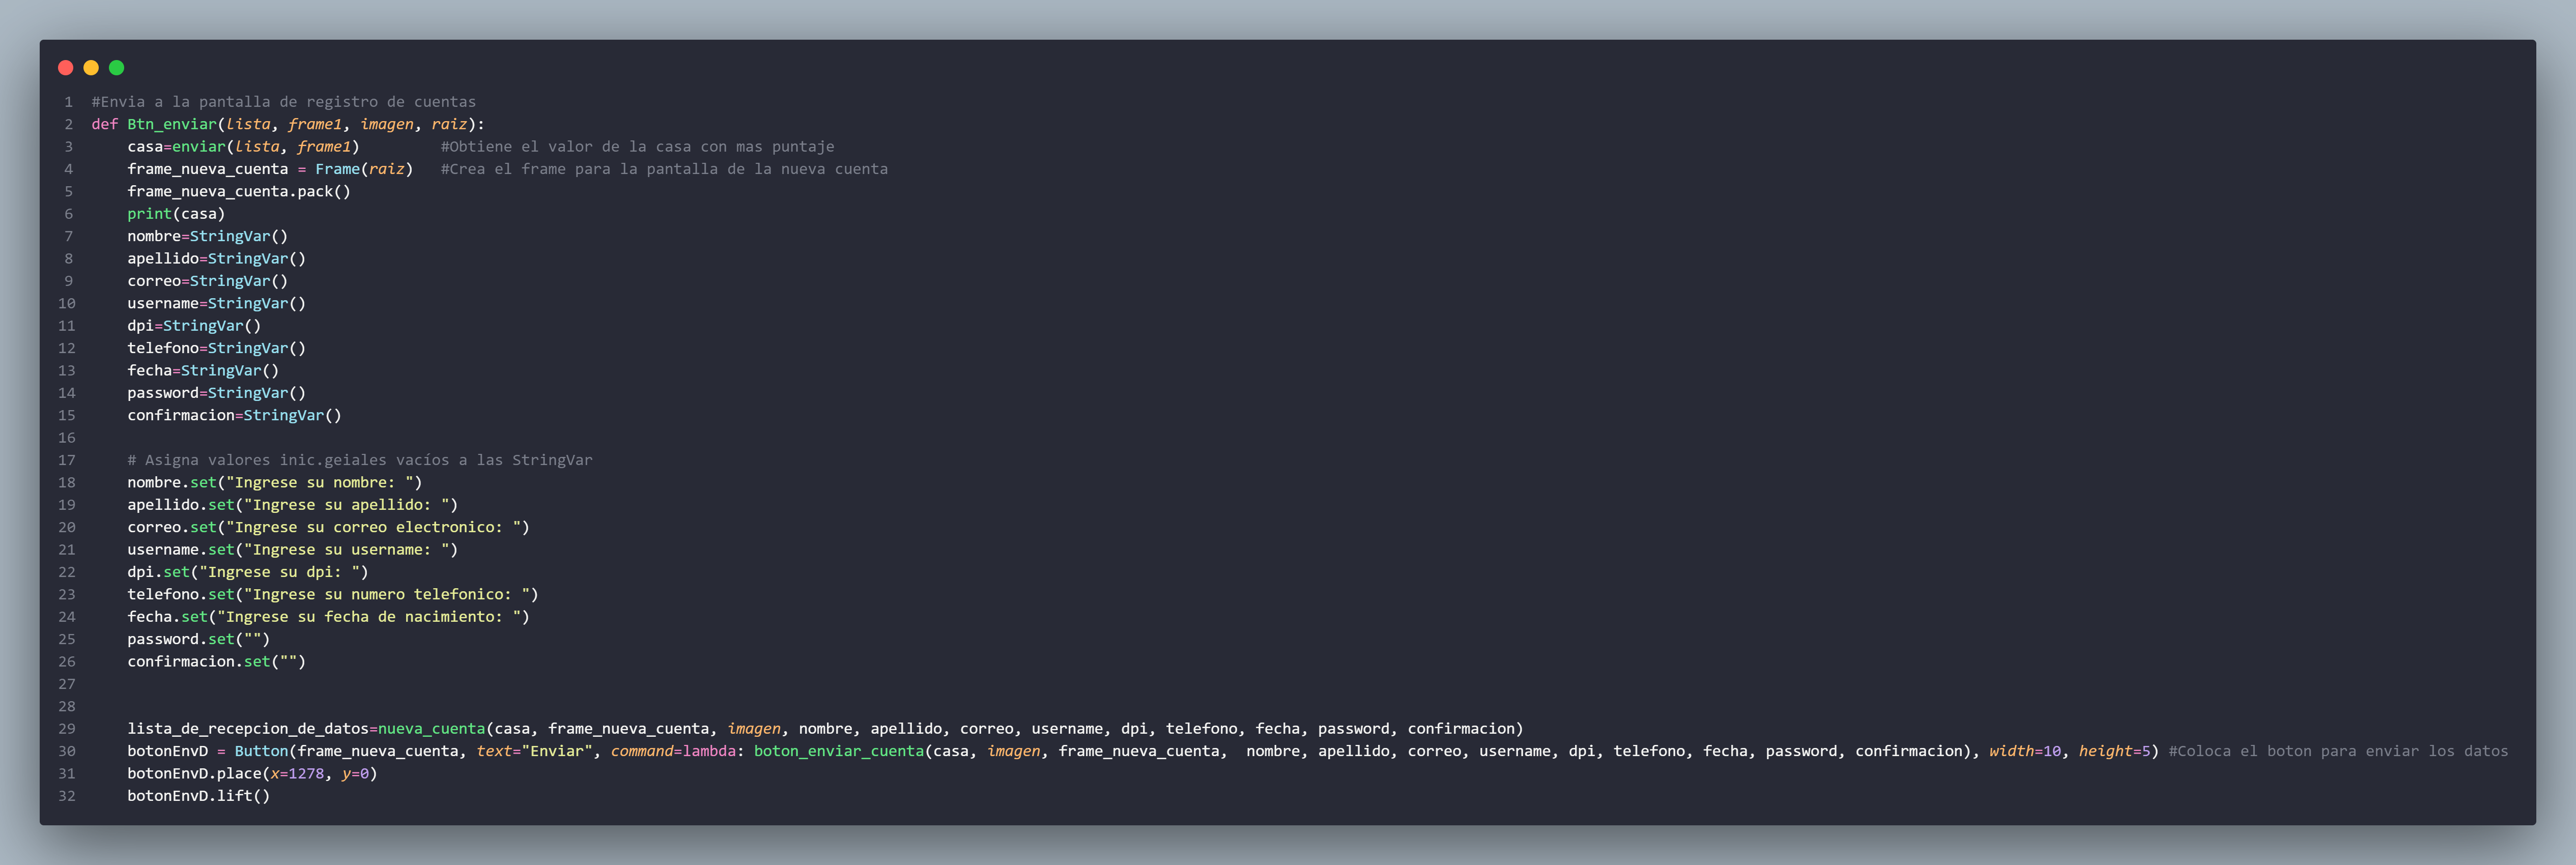 1 #Envia a la pantalla de registro de cuentas
2 def Btn_enviar(lista, frame1, imagen, raiz):
3     casa=enviar(lista, frame1)         #Obtiene el valor de la casa con mas puntaje
4     frame_nueva_cuenta = Frame(raiz)   #Crea el frame para la pantalla de la nueva cuenta
5     frame_nueva_cuenta.pack()
6     print(casa)
7     nombre=StringVar()
8     apellido=StringVar()
9     correo=StringVar()
10     username=StringVar()
11     dpi=StringVar()
12     telefono=StringVar()
13     fecha=StringVar()
14     password=StringVar()
15     confirmacion=StringVar()
16
17     # Asigna valores inic.geiales vacíos a las StringVar
18     nombre.set("Ingrese su nombre: ")
19     apellido.set("Ingrese su apellido: ")
20     correo.set("Ingrese su correo electronico: ")
21     username.set("Ingrese su username: ")
22     dpi.set("Ingrese su dpi: ")
23     telefono.set("Ingrese su numero telefonico: ")
24     fecha.set("Ingrese su fecha de nacimiento: ")
25     password.set("")
26     confirmacion.set("")
27
28
29     lista_de_recepcion_de_datos=nueva_cuenta(casa, frame_nueva_cuenta, imagen, nombre, apellido, correo, username, dpi, telefono, fecha, password, confirmacion)
30     botonEnvD = Button(frame_nueva_cuenta, text="Enviar", command=lambda: boton_enviar_cuenta(casa, imagen, frame_nueva_cuenta,  nombre, apellido, correo, username, dpi, telefono, fecha, password, confirmacion), width=10, height=5) #Coloca el boton para enviar los datos
31     botonEnvD.place(x=1278, y=0)
32     botonEnvD.lift()